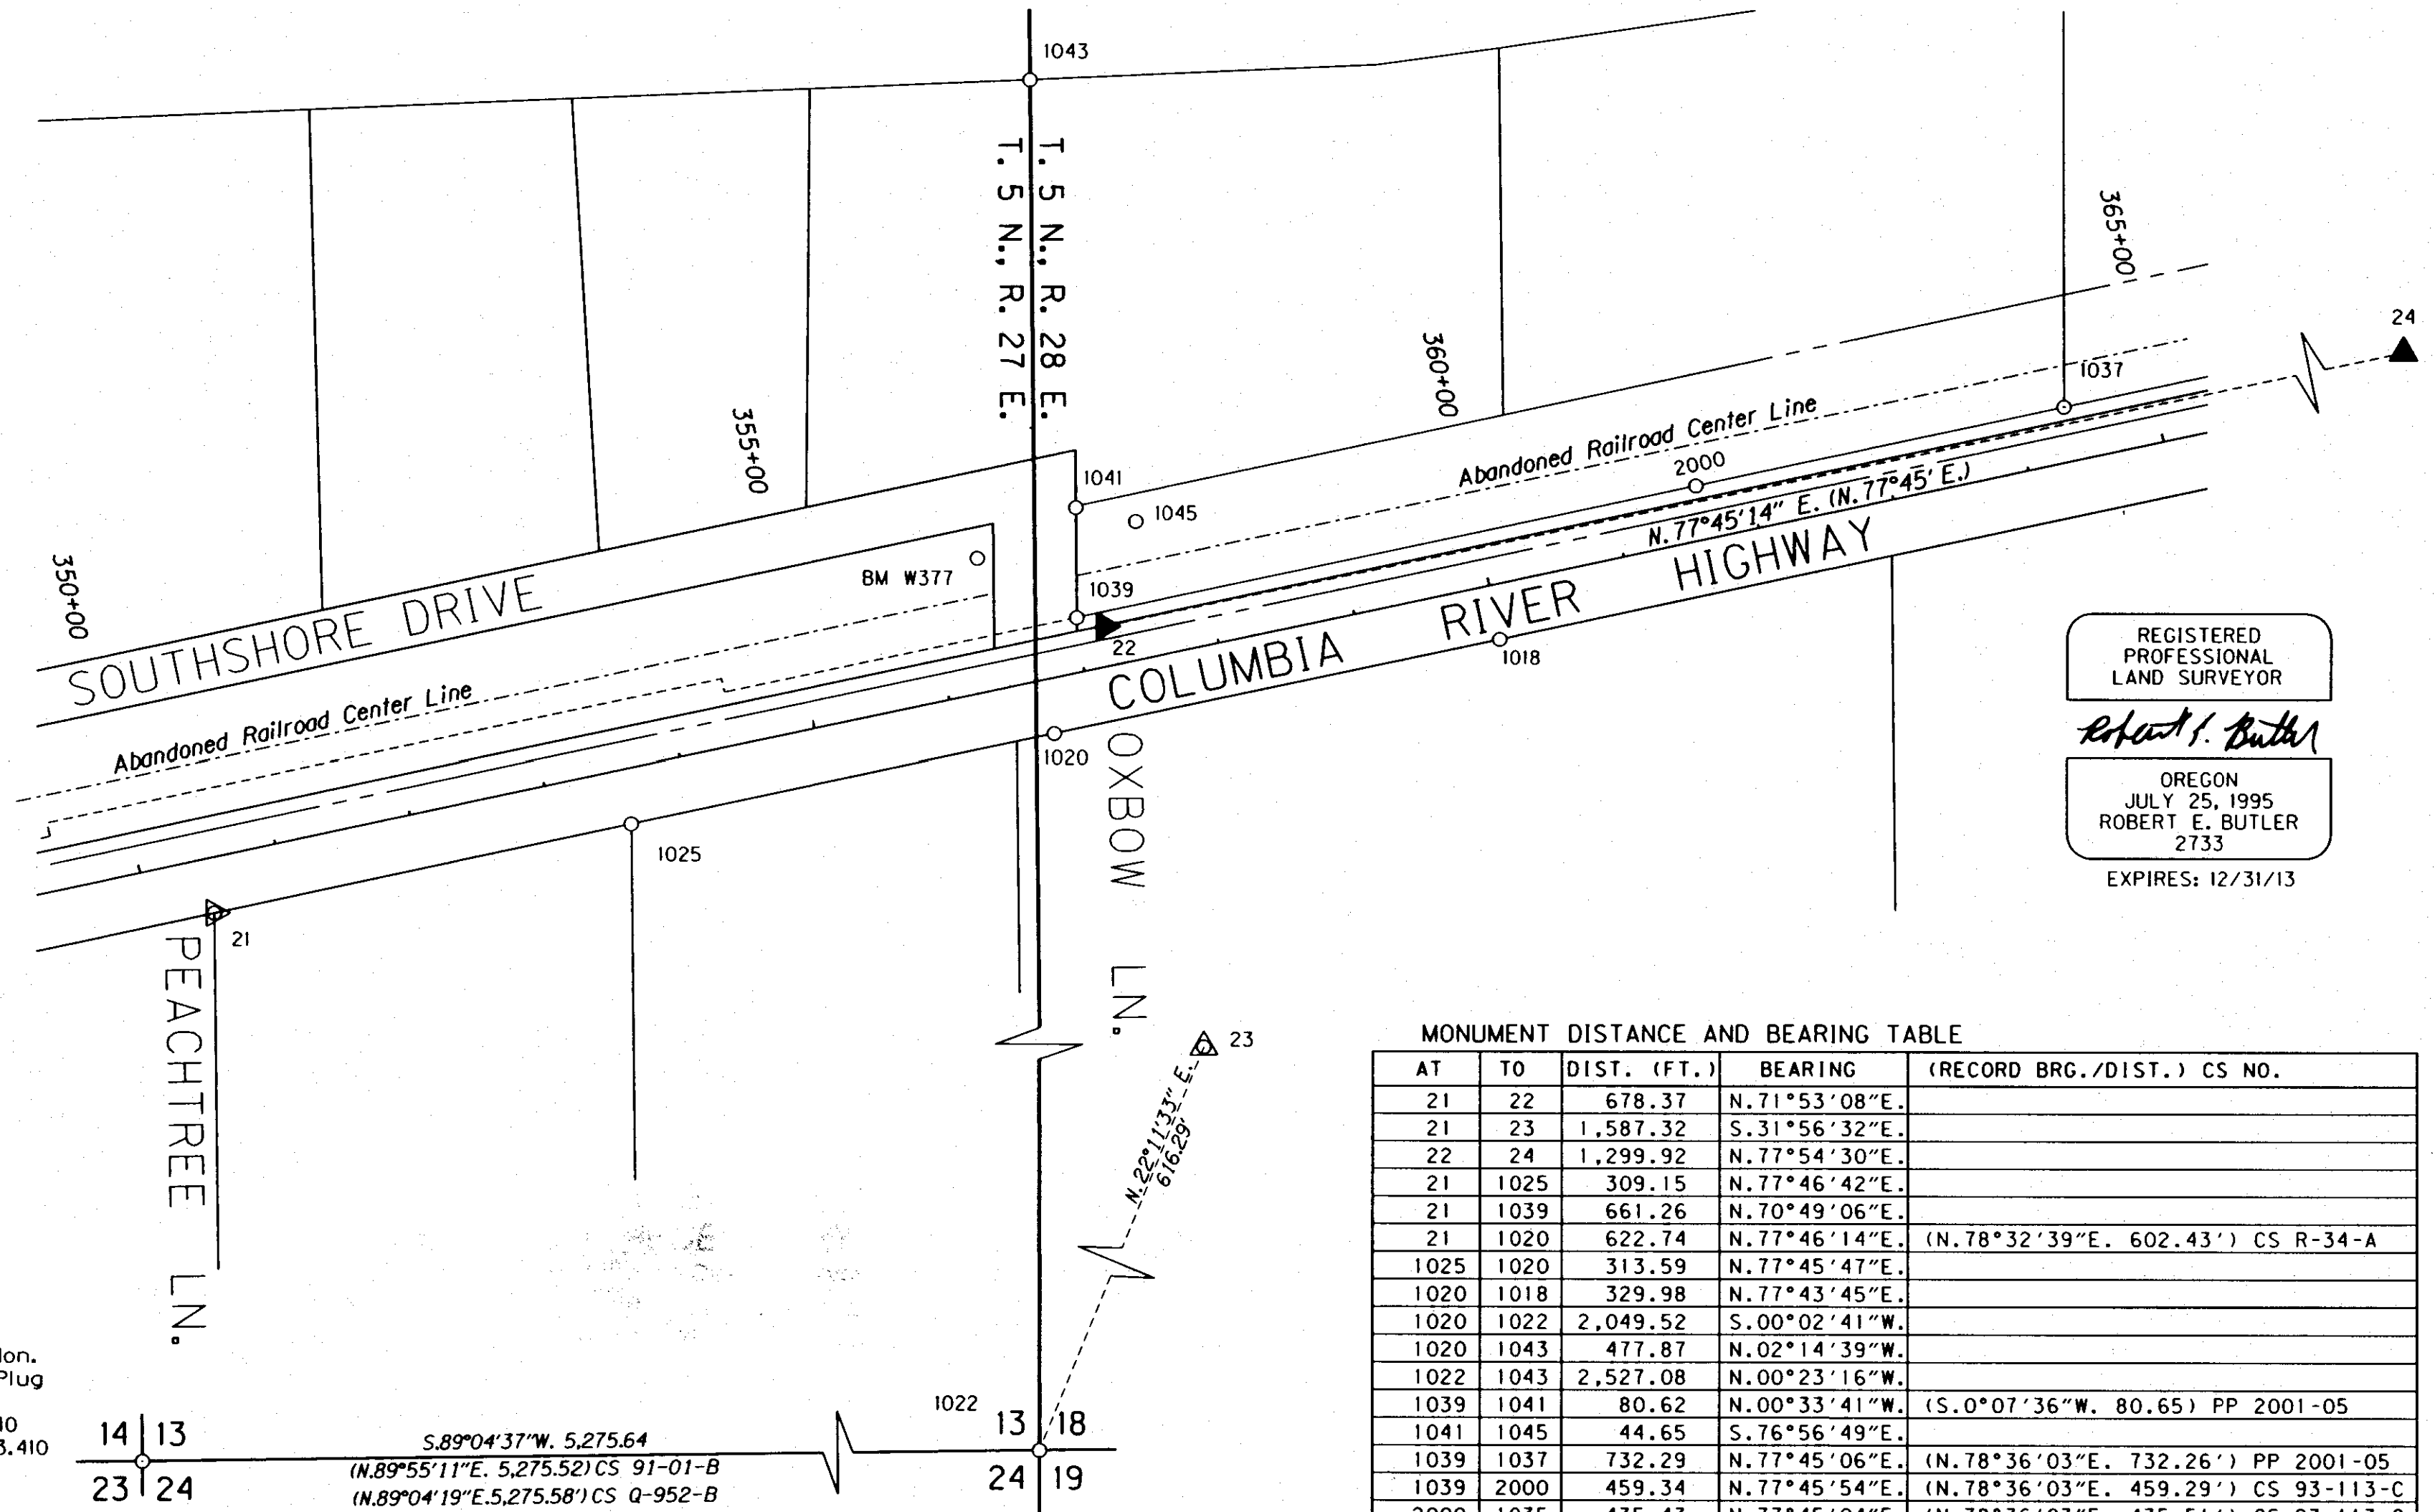 1043
T. 5 N., R. 28 E.
T. 5 N., R. 27 E.
365+00
24
1037
360+00
Abandoned Railroad Center Line
2000
355+00
1041
1045
N. 77°45'14" E. (N. 77°45' E.)
BM W377
1039
350+00
SOUTHSHORE DRIVE
22
COLUMBIA RIVER HIGHWAY
1018
Abandoned Railroad Center Line
1020
OXBOW LN.
1025
21
PEACHTREE LN.
REGISTERED
PROFESSIONAL
LAND SURVEYOR
Robert E. Butler
OREGON
JULY 25, 1995
ROBERT E. BUTLER
2733
EXPIRES: 12/31/13
23
N. 22°11'33" E.
616.29'
MONUMENT DISTANCE AND BEARING TABLE
AT TO DIST. (FT.) BEARING (RECORD BRG./DIST.) CS NO.
21 22 678.37 N.71°53'08"E.
21 23 1,587.32 S.31°56'32"E.
22 24 1,299.92 N.77°54'30"E.
21 1025 309.15 N.77°46'42"E.
21 1039 661.26 N.70°49'06"E.
21 1020 622.74 N.77°46'14"E. (N.78°32'39"E. 602.43') CS R-34-A
1025 1020 313.59 N.77°45'47"E.
1020 1018 329.98 N.77°43'45"E.
1020 1022 2,049.52 S.00°02'41"W.
1020 1043 477.87 N.02°14'39"W.
1022 1043 2,527.08 N.00°23'16"W.
1039 1041 80.62 N.00°33'41"W. (S.0°07'36"W. 80.65) PP 2001-05
1041 1045 44.65 S.76°56'49"E.
1039 1037 732.29 N.77°45'06"E. (N.78°36'03"E. 732.26') PP 2001-05
1039 2000 459.34 N.77°45'54"E. (N.78°36'03"E. 459.29') CS 93-113-C
Plug
14 13
23 24
S.89°04'37"W. 5,275.64
(N.89°55'11"E. 5,275.52) CS 91-01-B
(N.89°04'19"E.5,275.58') CS Q-952-B
1022
13 18
24 19